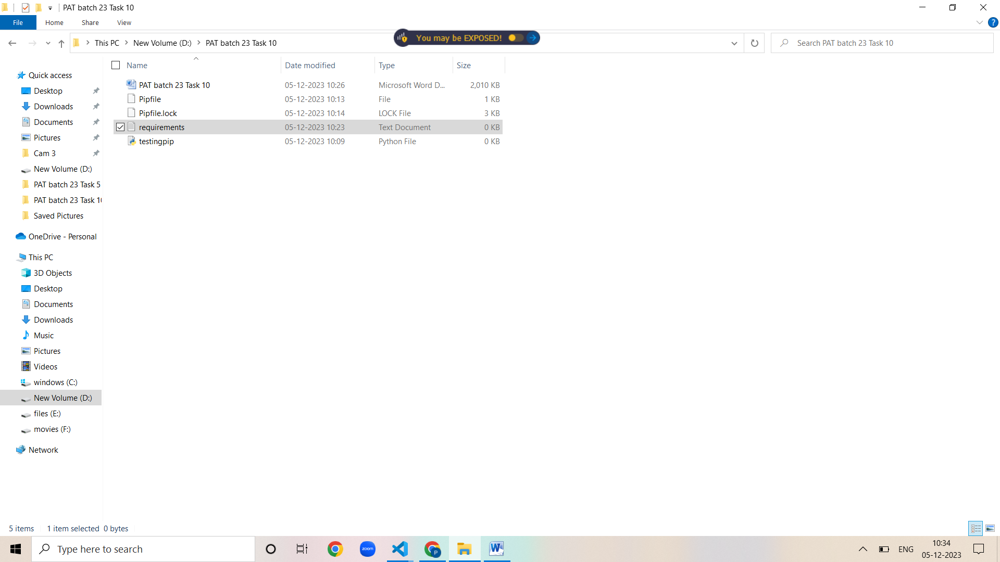 PAT batch 23 Task 10
File Home Share View
This PC New Volume (D:) PAT batch 23 Task 10
You may be EXPOSED!
Search PAT batch 23 Task 10
Name Date modified Type Size
PAT batch 23 Task 10 05-12-2023 10:26 Microsoft Word D... 2,010 KB
Pipfile 05-12-2023 10:13 File 1 KB
Pipfile.lock 05-12-2023 10:14 LOCK File 3 KB
requirements 05-12-2023 10:23 Text Document 0 KB
testingpip 05-12-2023 10:09 Python File 0 KB
Quick access
Desktop
Downloads
Documents
Pictures
Cam 3
New Volume (D:)
PAT batch 23 Task 5
PAT batch 23 Task 10
Saved Pictures
OneDrive - Personal
This PC
3D Objects
Desktop
Documents
Downloads
Music
Pictures
Videos
windows (C:)
New Volume (D:)
files (E:)
movies (F:)
Network
5 items 1 item selected 0 bytes
Type here to search
zoom
P
W
ENG
10:34
05-12-2023